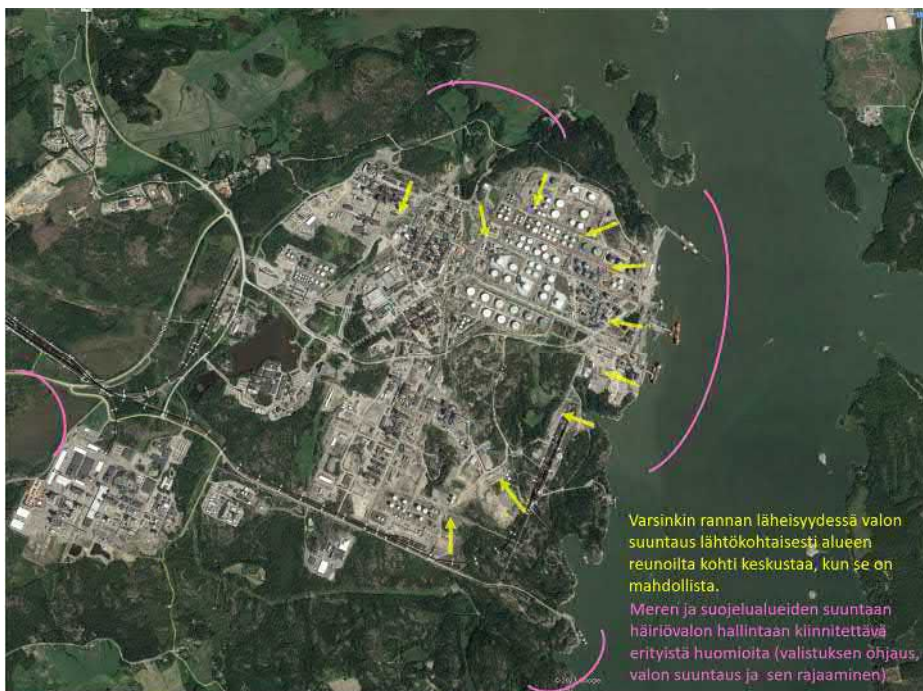 Varsinkin rannan läheisyydessä valon
suuntaus lähtökohtaisesti alueen
reunoilta kohti keskustaa, kun se on
mahdollista.
Meren ja suojelualueiden suuntaan
häiriövalon hallintaan kiinnitettävä
erityistä huomioita (valistuksen ohjaus,
valon suuntaus ja sen rajaaminen)